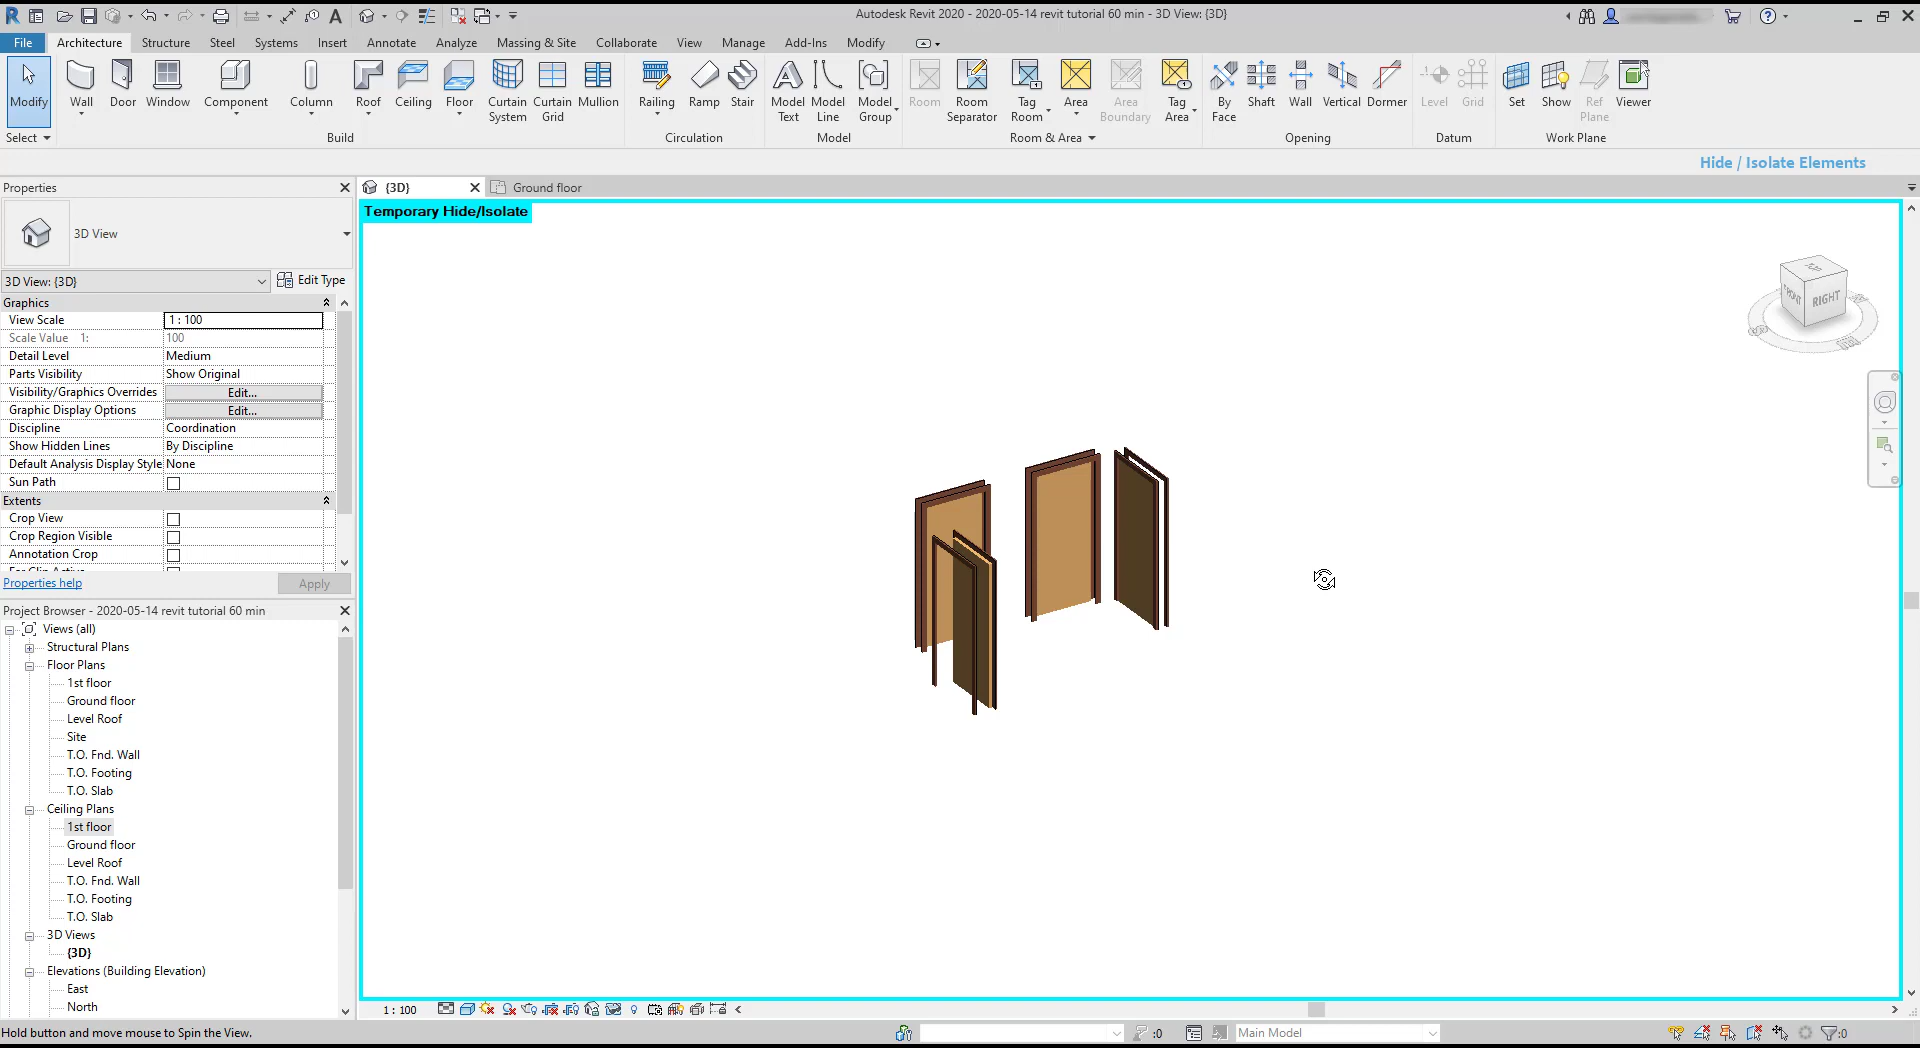 Autodesk Revit 2020 - 2020-05-14 revit tutorial 60 min - 3D View: {3D}
File Architecture Structure Steel Systems Insert Annotate Analyze Massing & Site Collaborate View Manage Add-Ins Modify
Modify Wall Door Window Component Column Roof Ceiling Floor Curtain System Curtain Grid Mullion Railing Ramp Stair Model Text Model Line Model Group Room Room Separator Tag Room Area Area Boundary Tag Area By Face Shaft Wall Vertical Dormer Level Grid Set Show Ref Plane Viewer
Select Build Circulation Model Room & Area Opening Datum Work Plane
Hide / Isolate Elements
Properties
{3D} Ground floor
Temporary Hide/Isolate
3D View
3D View: {3D} Edit Type
Graphics
View Scale 1 : 100
Scale Value 1: 100
Detail Level Medium
Parts Visibility Show Original
Visibility/Graphics Overrides Edit...
Graphic Display Options Edit...
Discipline Coordination
Show Hidden Lines By Discipline
Default Analysis Display Style None
Sun Path
Extents
Crop View
Crop Region Visible
Annotation Crop
Properties help Apply
TOP
FRONT RIGHT
Project Browser - 2020-05-14 revit tutorial 60 min
Views (all)
Structural Plans
Floor Plans
1st floor
Ground floor
Level Roof
Site
T.O. Fnd. Wall
T.O. Footing
T.O. Slab
Ceiling Plans
1st floor
Ground floor
Level Roof
T.O. Fnd. Wall
T.O. Footing
T.O. Slab
3D Views
{3D}
Elevations (Building Elevation)
East
North
1 : 100
Hold button and move mouse to Spin the View. :0 Main Model :0